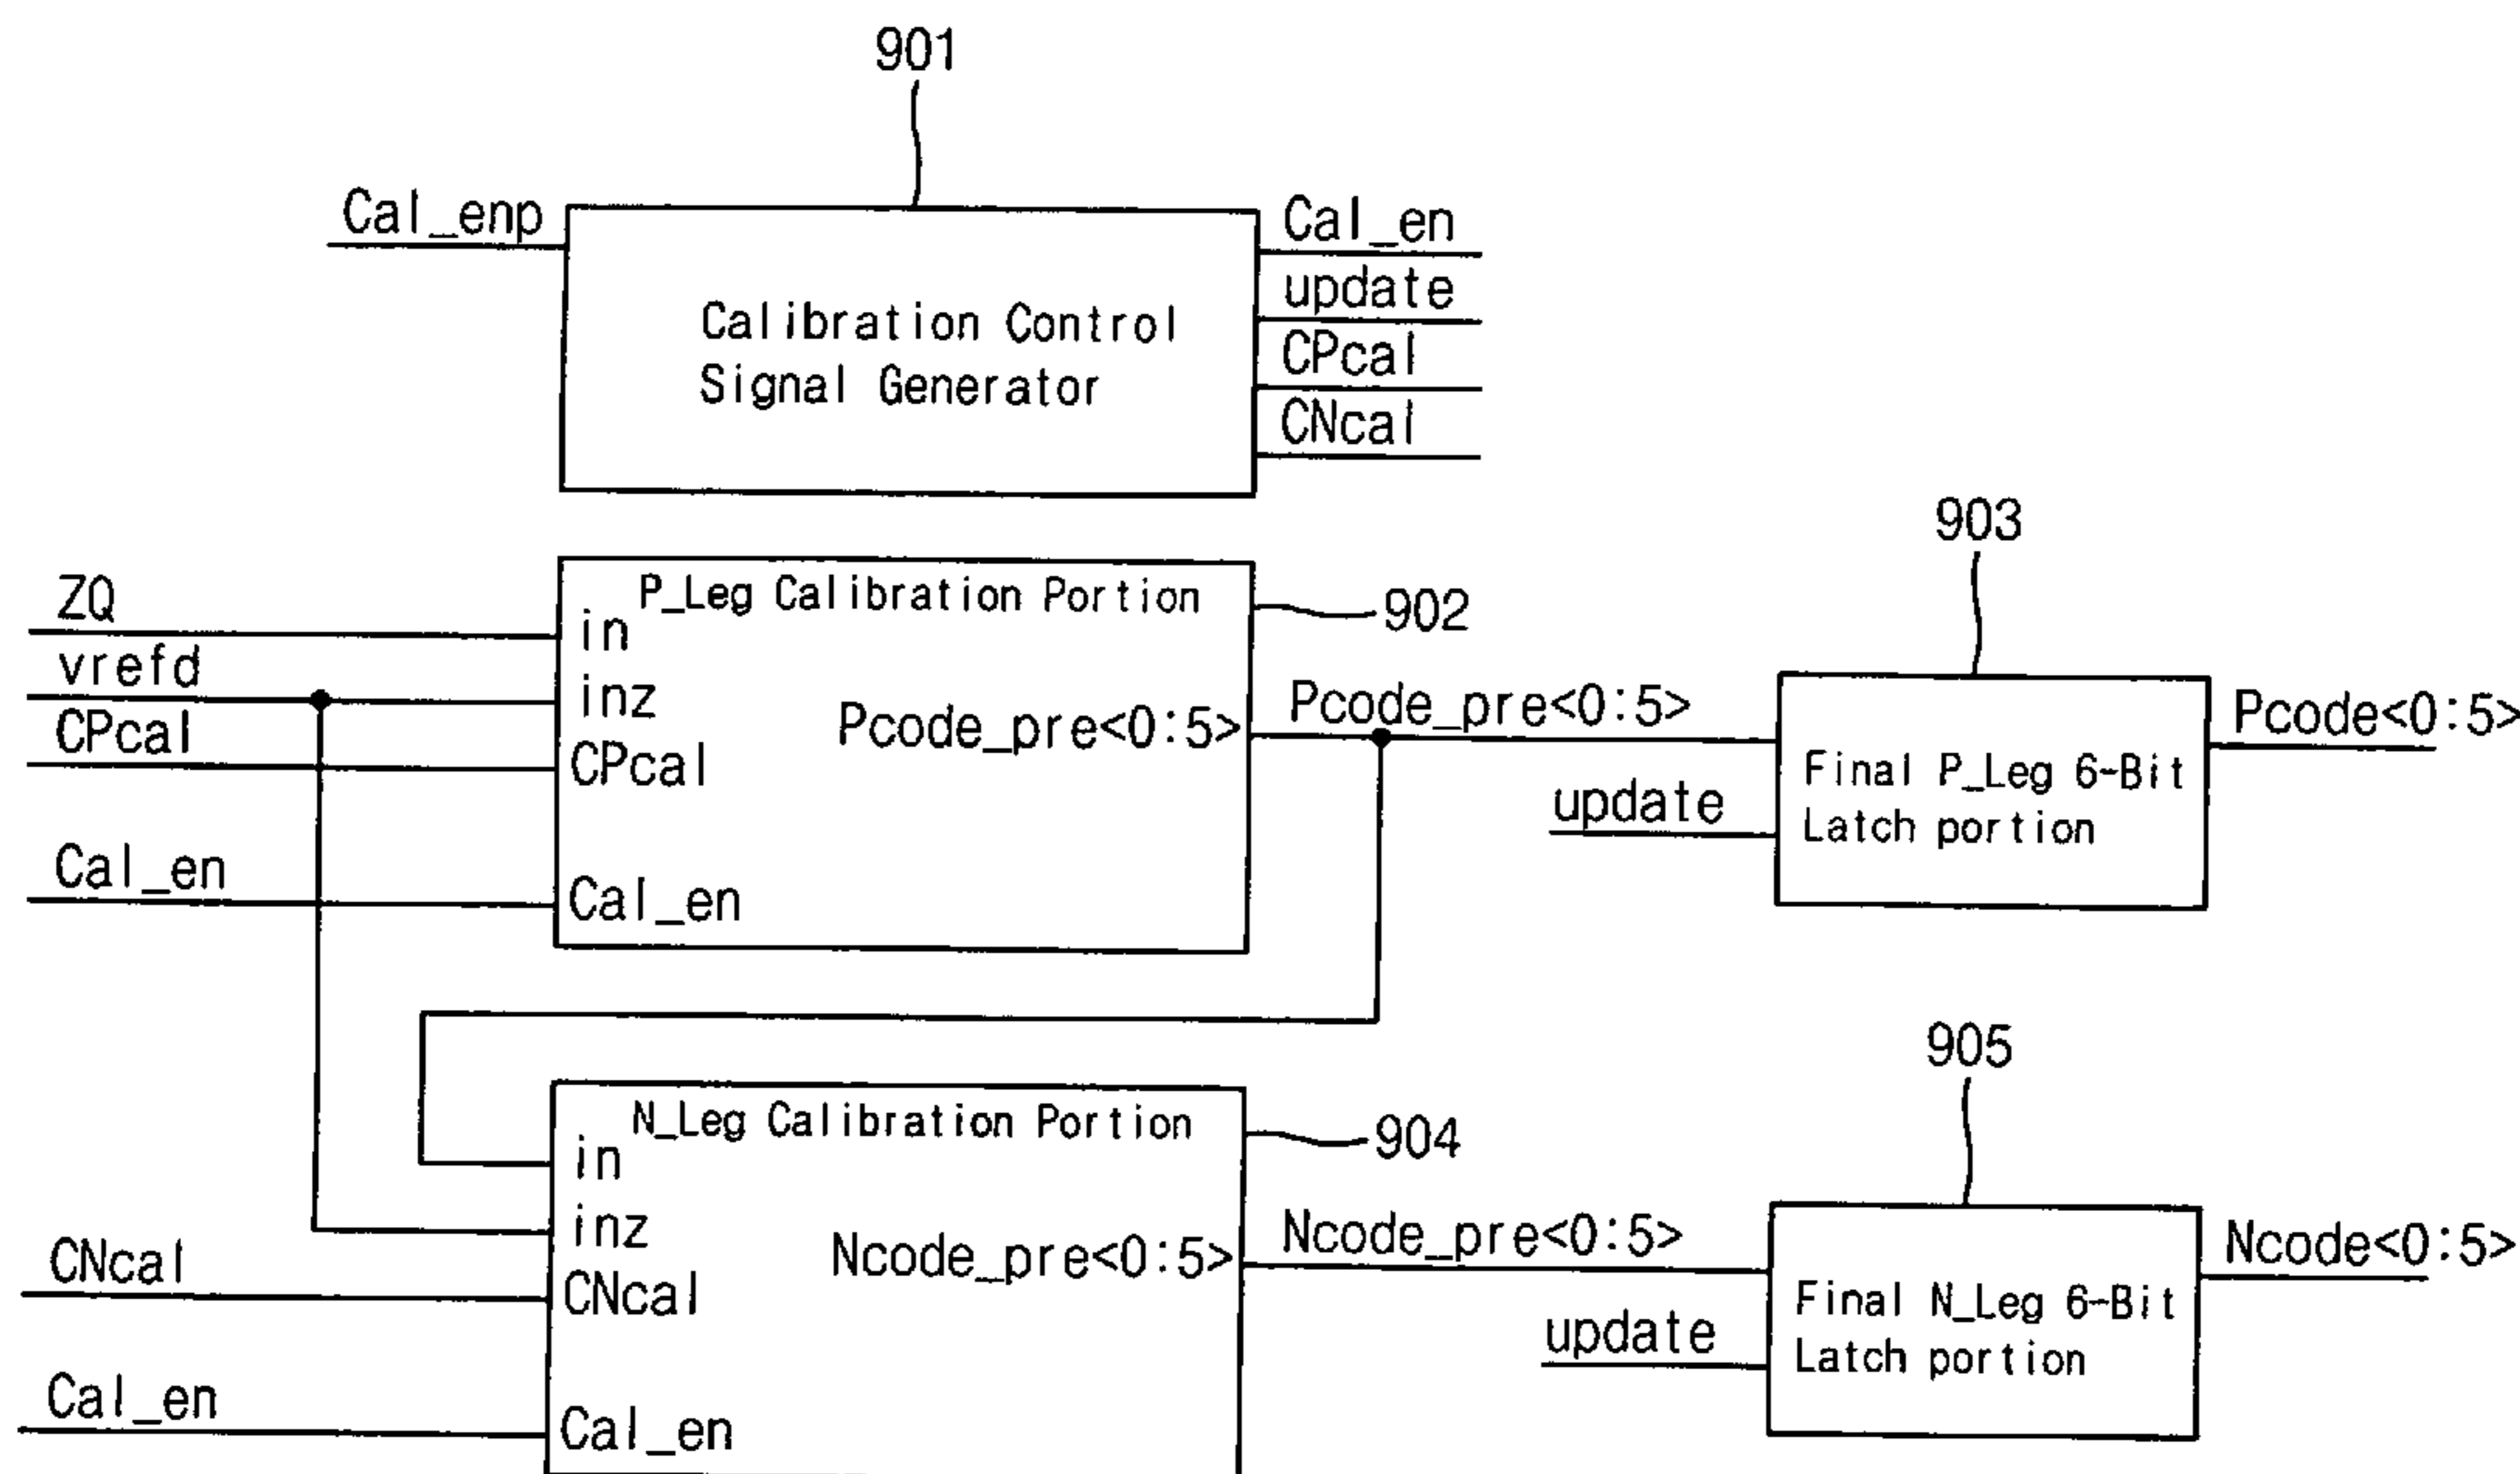 901
Cal_enp
Cal_en
update
CPcal
CNcal
Calibration Control
Signal Generator
903
ZQ
vrefd
CPcal
Cal_en
P_Leg Calibration Portion
in
inz
CPcal
Cal_en
Pcode_pre<0:5>
902
Pcode_pre<0:5>
update
Final P_Leg 6-Bit
Latch portion
Pcode<0:5>
905
CNcal
Cal_en
N_Leg Calibration Portion
in
inz
CNcal
Cal_en
Ncode_pre<0:5>
904
Ncode_pre<0:5>
update
Final N_Leg 6-Bit
Latch portion
Ncode<0:5>